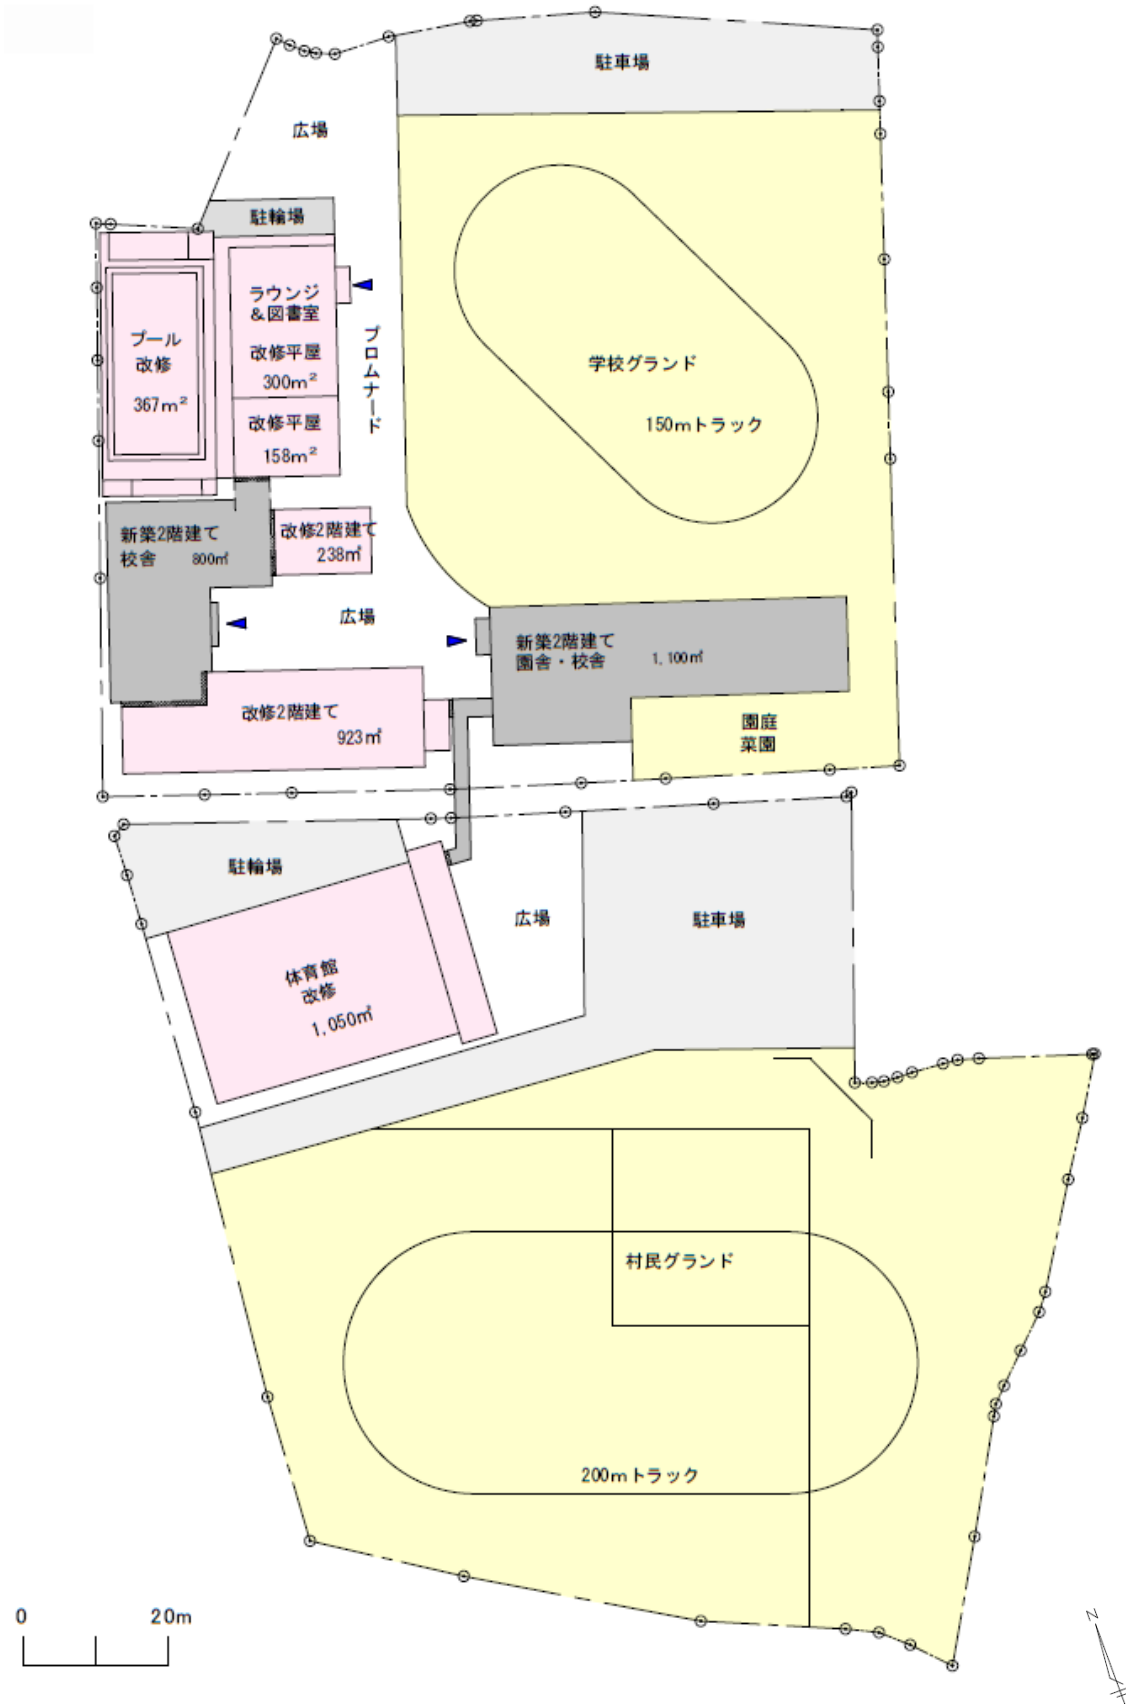 駐車場
広場
駐輪場
ラウンジ
&図書室
改修平屋
300m²
プール
改修
367m²
プロムナード
学校グランド
150mトラック
改修平屋
158m²
新築2階建て
校舎 800㎡
改修2階建て
238㎡
広場
新築2階建て
園舎・校舎 1,100㎡
改修2階建て
923㎡
園庭
菜園
駐輪場
広場
駐車場
体育館
改修
1,050㎡
村民グランド
200mトラック
0 20m
N